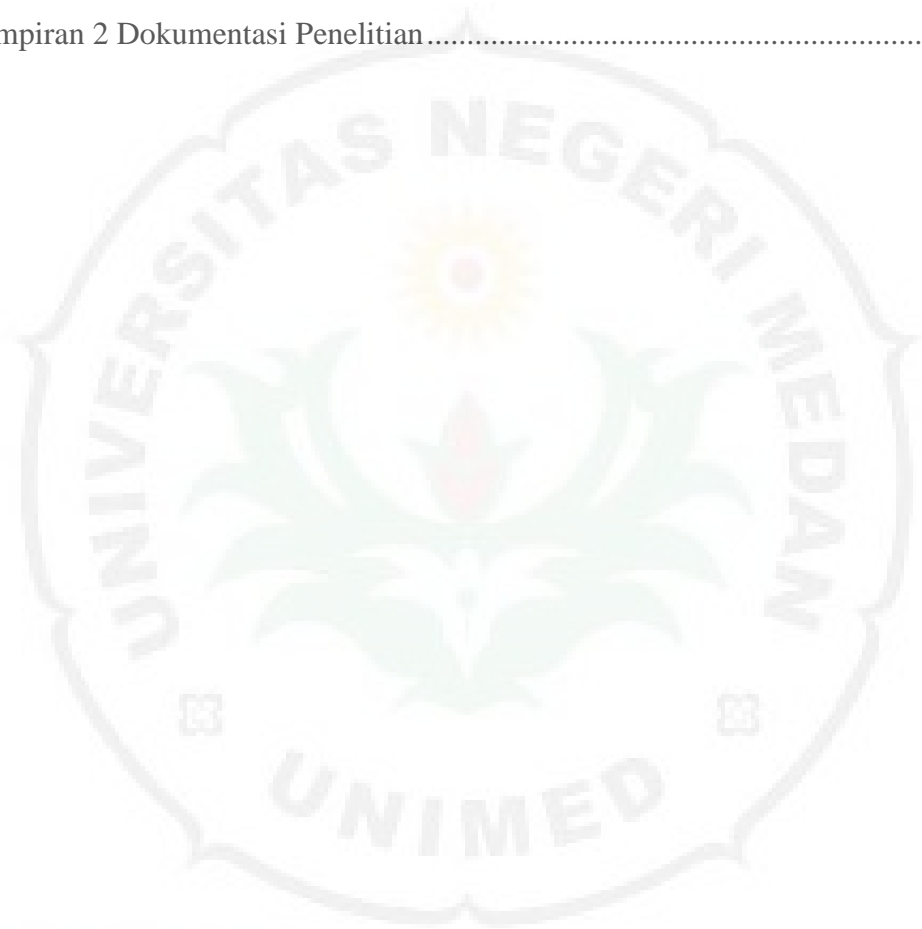 mpiran 2 Dokumentasi Penelitian........................................................................
UNIVERSITAS NEGERI MEDAN
UNIMED